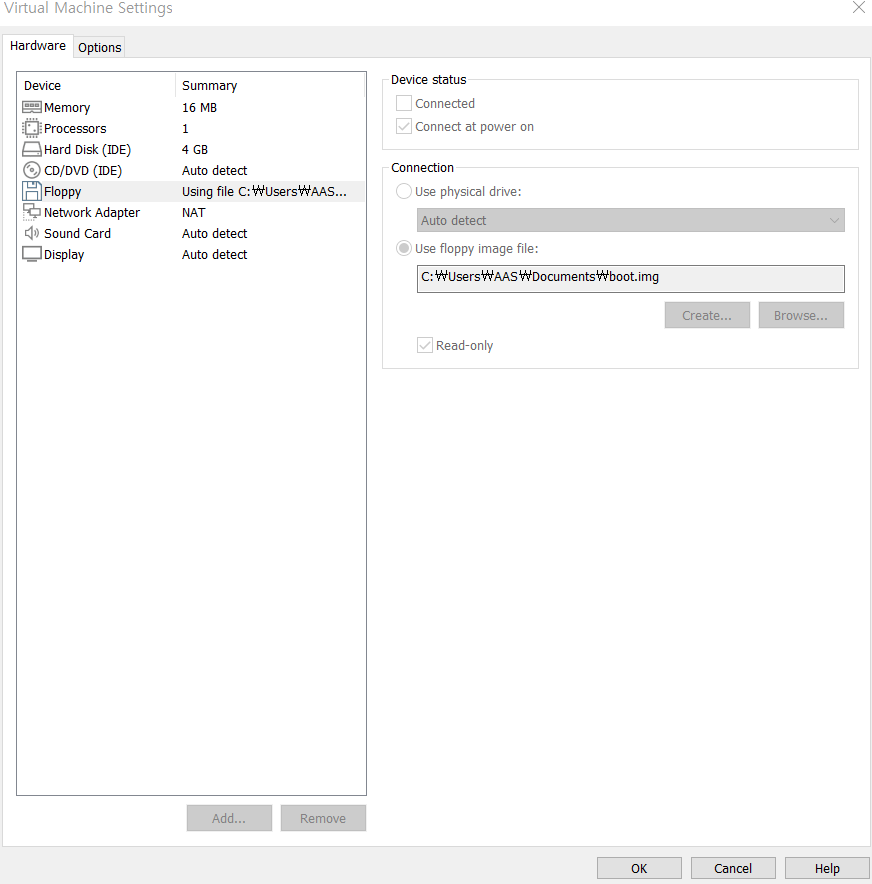 Virtual Machine Settings
Hardware
Options
Device Summary
Memory 16 MB
Processors 1
Hard Disk (IDE) 4 GB
CD/DVD (IDE) Auto detect
Floppy Using file C:₩Users₩AAS...
Network Adapter NAT
Sound Card Auto detect
Display Auto detect
Add...
Remove
Device status
Connected
Connect at power on
Connection
Use physical drive:
Auto detect
Use floppy image file:
C:₩Users₩AAS₩Documents₩boot.img
Create...
Browse...
Read-only
OK
Cancel
Help